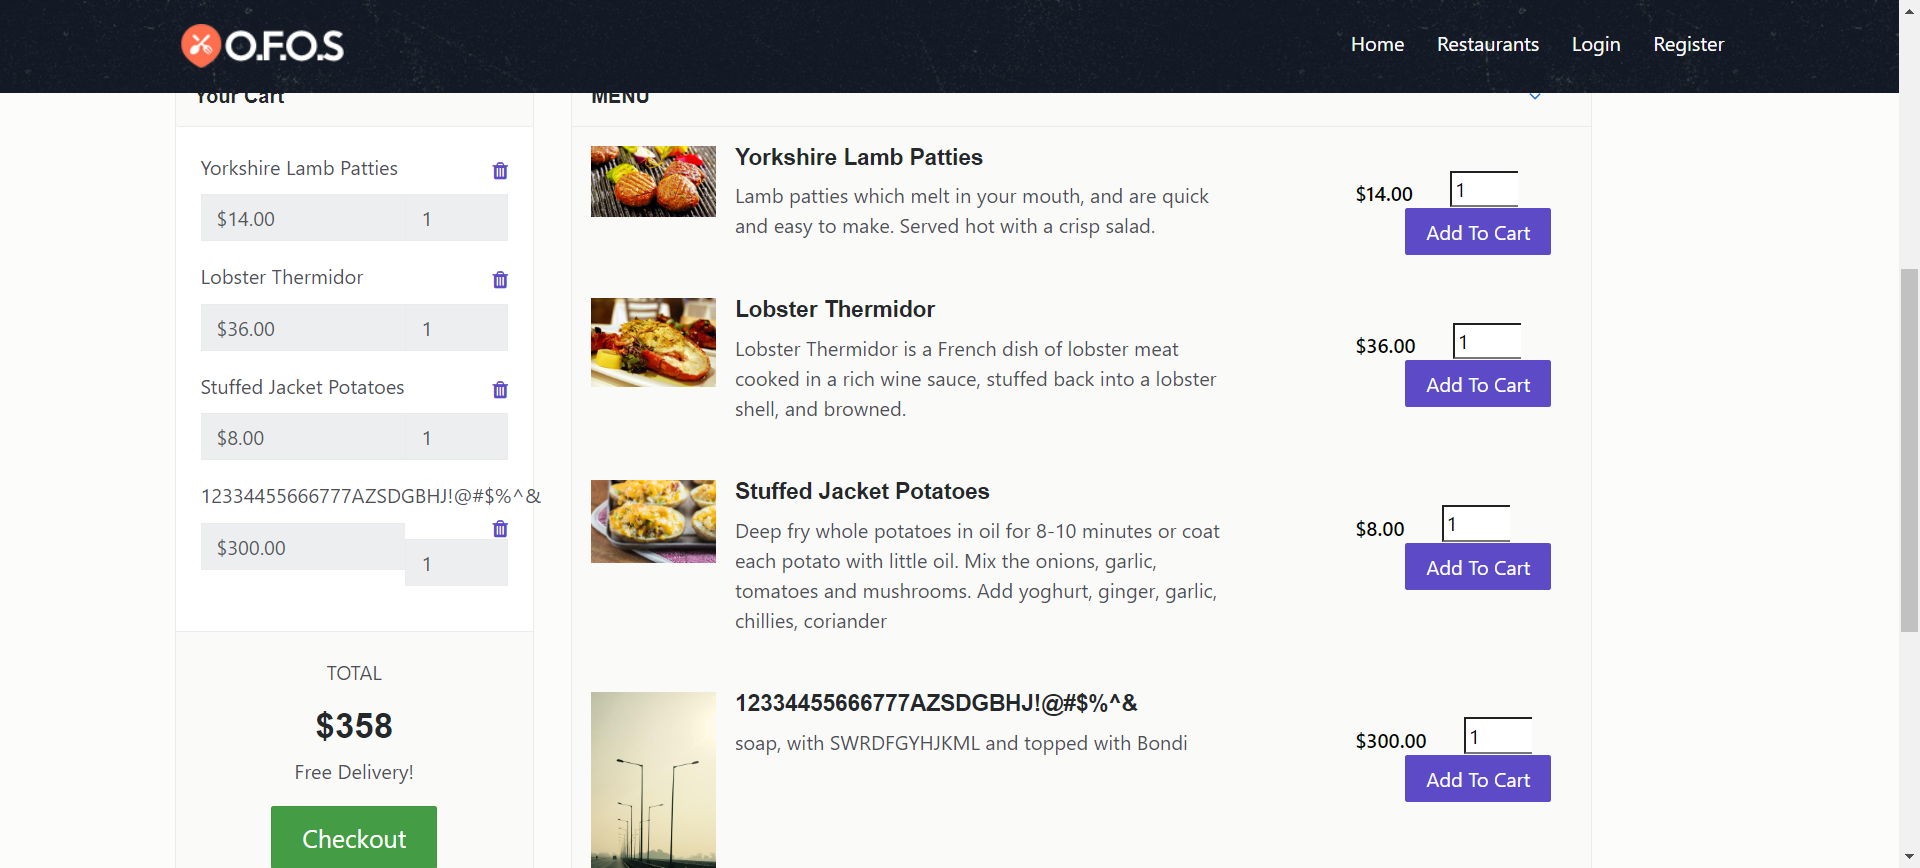 O.F.O.S
Home Restaurants Login Register
Your Cart
Yorkshire Lamb Patties
$14.00 1
Lobster Thermidor
$36.00 1
Stuffed Jacket Potatoes
$8.00 1
12334455666777AZSDGBHJ!@#$%^&
$300.00 1
TOTAL
$358
Free Delivery!
Checkout
MENU
Yorkshire Lamb Patties
Lamb patties which melt in your mouth, and are quick
and easy to make. Served hot with a crisp salad.
$14.00 1
Add To Cart
Lobster Thermidor
Lobster Thermidor is a French dish of lobster meat
cooked in a rich wine sauce, stuffed back into a lobster
shell, and browned.
$36.00 1
Add To Cart
Stuffed Jacket Potatoes
Deep fry whole potatoes in oil for 8-10 minutes or coat
each potato with little oil. Mix the onions, garlic,
tomatoes and mushrooms. Add yoghurt, ginger, garlic,
chillies, coriander
$8.00 1
Add To Cart
12334455666777AZSDGBHJ!@#$%^&
soap, with SWRDFGYHJKML and topped with Bondi
$300.00 1
Add To Cart